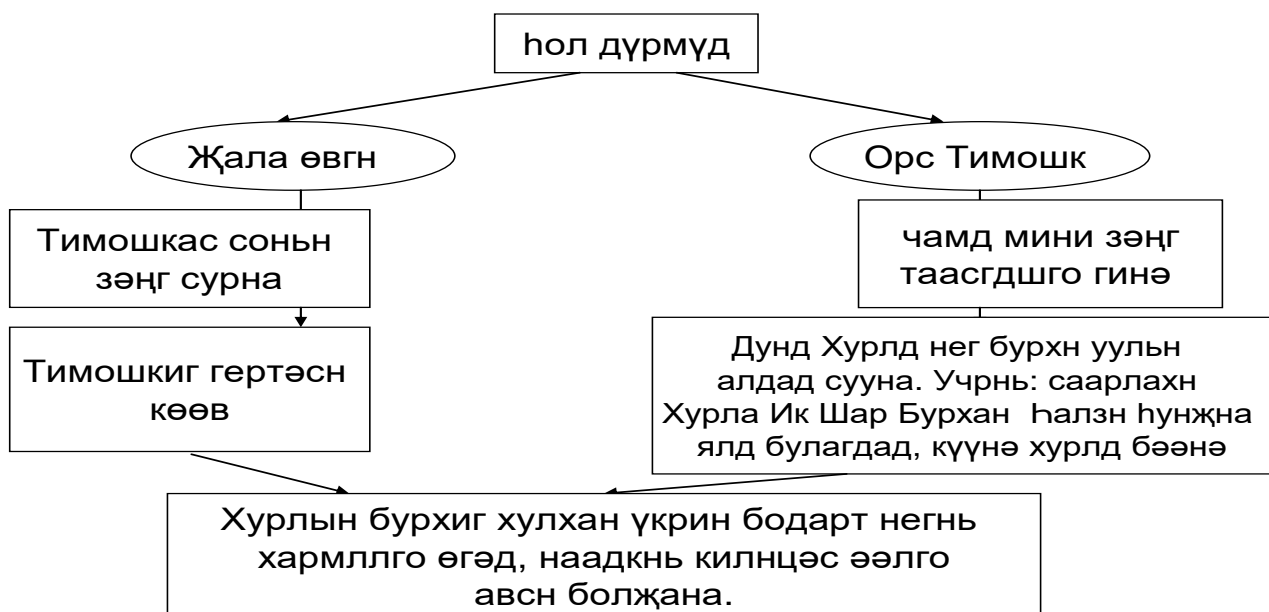 һол дүрмүд
Җала өвгн
Орс Тимошк
Тимошкас соньн
зәңг сурна
чамд мини зәңг
таасгдшго гинә
Тимошкиг гертәсн
көөв
Дунд Хурлд нег бурхн уульн
алдад сууна. Учрнь: саарлахн
Хурла Ик Шар Бурхан Һалзн һунҗна
ялд булагдад, күүнә хурлд бәәнә
Хурлын бурхиг хулхан үкрин бодарт негнь
хармллго өгәд, наадкнь килнцәс әәлго
авсн болҗана.